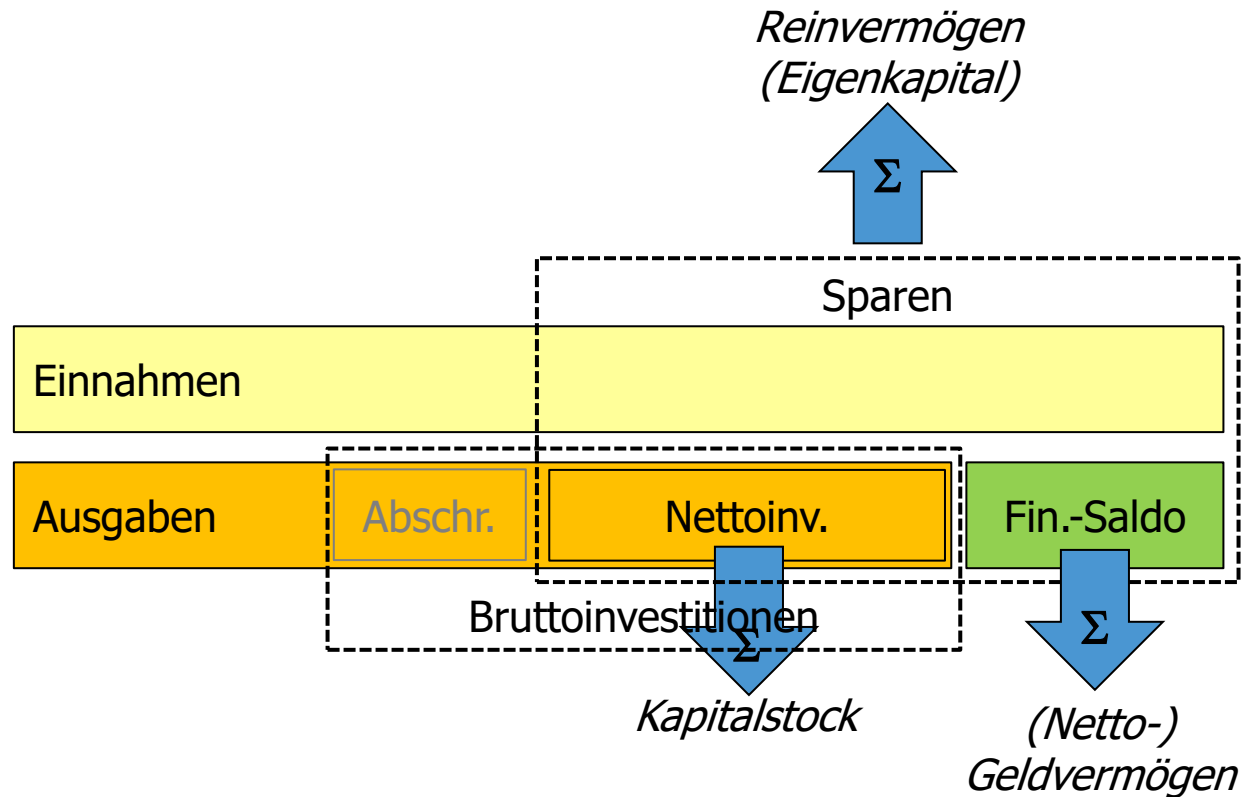 Reinvermögen
(Eigenkapital)
Σ
Sparen
Einnahmen
Ausgaben
Abschr.
Nettoinv.
Fin.-Saldo
Bruttoinvestitionen
Σ
Σ
Kapitalstock
(Netto-)
Geldvermögen